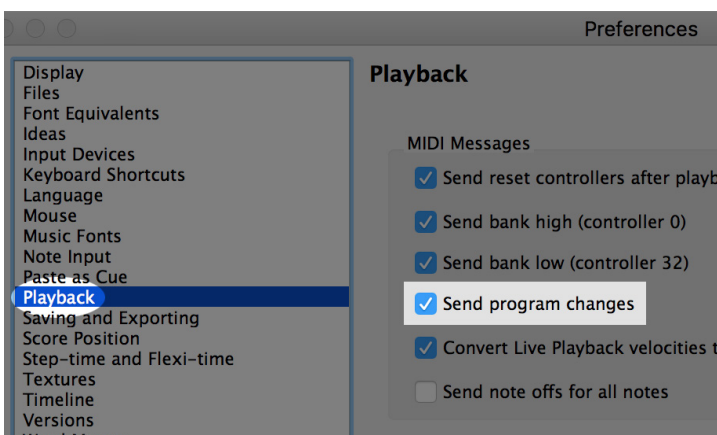 Preferences
Display
Files
Font Equivalents
Ideas
Input Devices
Keyboard Shortcuts
Language
Mouse
Music Fonts
Note Input
Paste as Cue
Playback
Saving and Exporting
Score Position
Step-time and Flexi-time
Textures
Timeline
Versions
Playback
MIDI Messages
Send reset controllers after
Send bank high (controller 0)
Send bank low (controller 32)
Send program changes
Convert Live Playback velocities
Send note offs for all notes